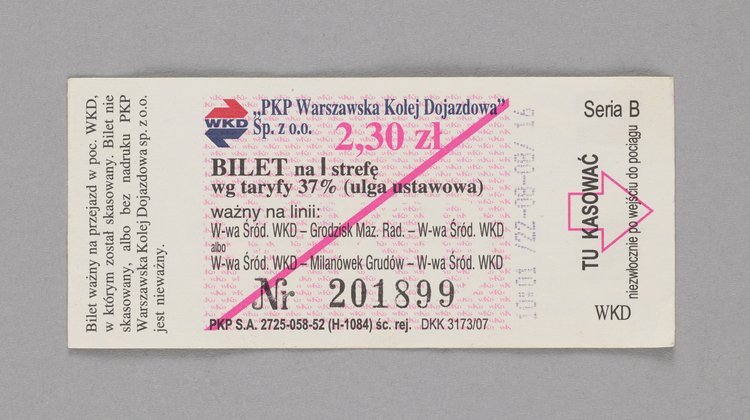 Bilet ważny na przejazd w poc. WKD,
w którym został skasowany. Bilet nie
skasowany, albo bez nadruku PKP
Warszawska Kolej Dojazdowa sp. z o.o.
jest nieważny.
WKD
„PKP Warszawska Kolej Dojazdowa”
Sp. z o.o.
2,30 zł
BILET na I strefę
wg taryfy 37% (ulga ustawowa)
ważny na linii:
W-wa Śród. WKD – Grodzisk Maz. Rad. – W-wa Śród. WKD
albo
W-wa Śród. WKD – Milanówek Grudów – W-wa Śród. WKD
Nr 201899
PKP S.A. 2725-058-52 (H-1084) śc. rej. DKK 3173/07
/22-08-08/ 16
Seria B
TU KASOWAĆ
niezwłocznie po wejściu do pociągu
WKD